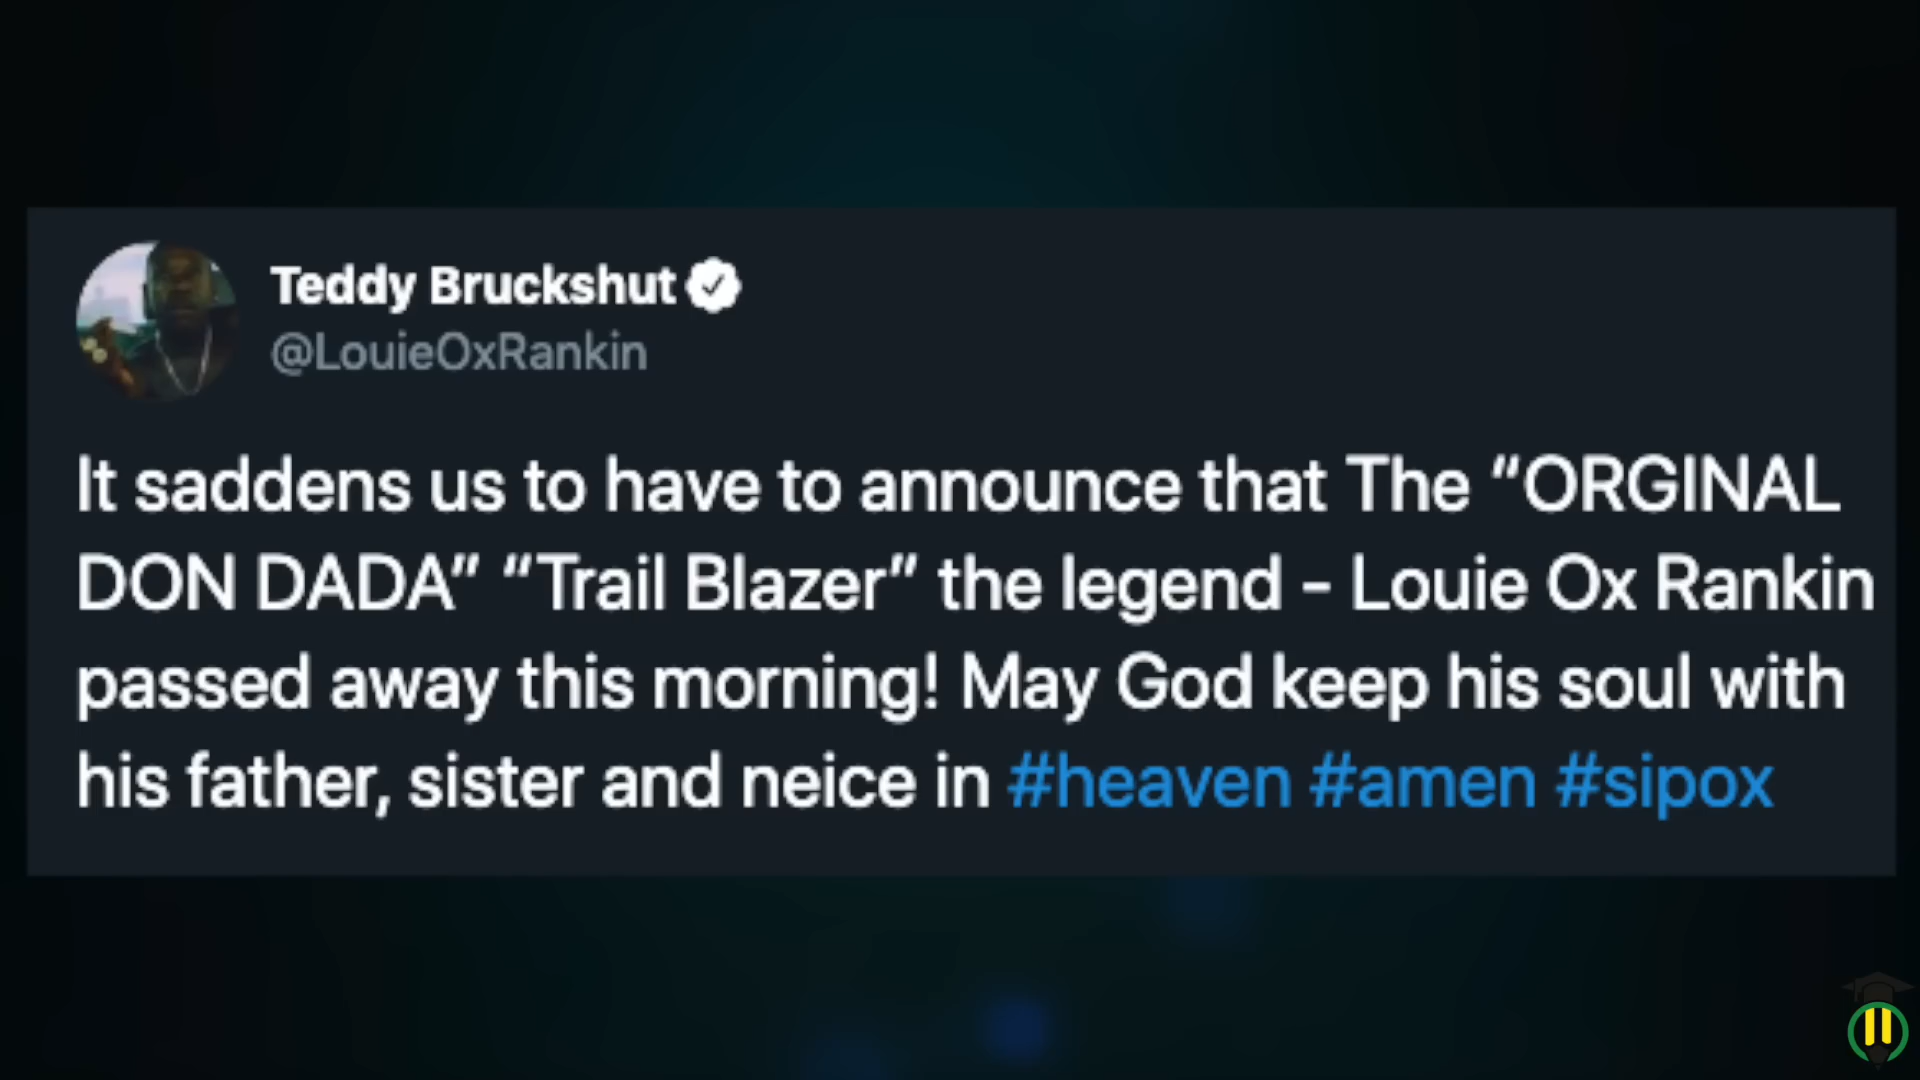 Teddy Bruckshut
@LouieOxRankin
It saddens us to have to announce that The “ORGINAL
DON DADA” “Trail Blazer” the legend - Louie Ox Rankin
passed away this morning! May God keep his soul with
his father, sister and neice in #heaven #amen #sipox